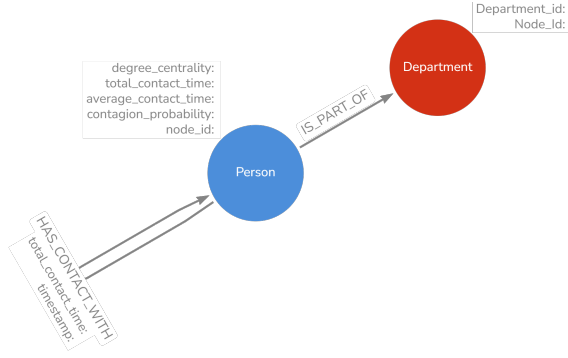 Department_id:
Node_Id:
Department
degree_centrality:
total_contact_time:
average_contact_time:
contagion_probability:
node_id:
IS_PART_OF
Person
HAS_CONTACT_WITH
total_contact_time:
timestamp: